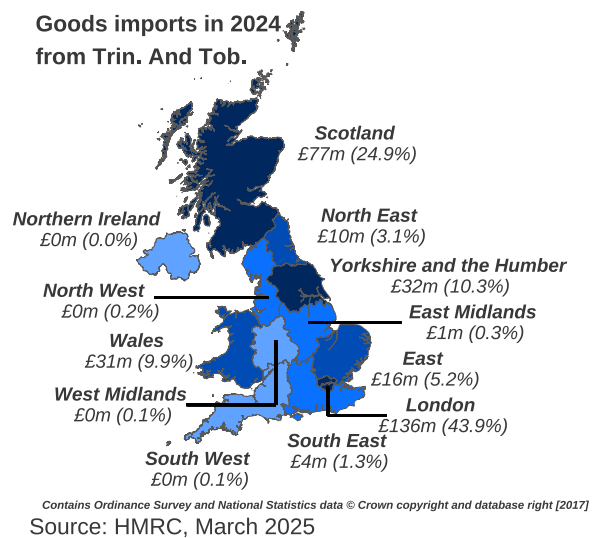 Goods imports in 2024
from Trin. And Tob.
Scotland
£77m (24.9%)
Northern Ireland
£0m (0.0%)
North East
£10m (3.1%)
Yorkshire and the Humber
£32m (10.3%)
North West
£0m (0.2%)
East Midlands
£1m (0.3%)
Wales
£31m (9.9%)
East
£16m (5.2%)
West Midlands
£0m (0.1%)
London
£136m (43.9%)
South East
£4m (1.3%)
South West
£0m (0.1%)
Contains Ordinance Survey and National Statistics data © Crown copyright and database right [2017]
Source: HMRC, March 2025